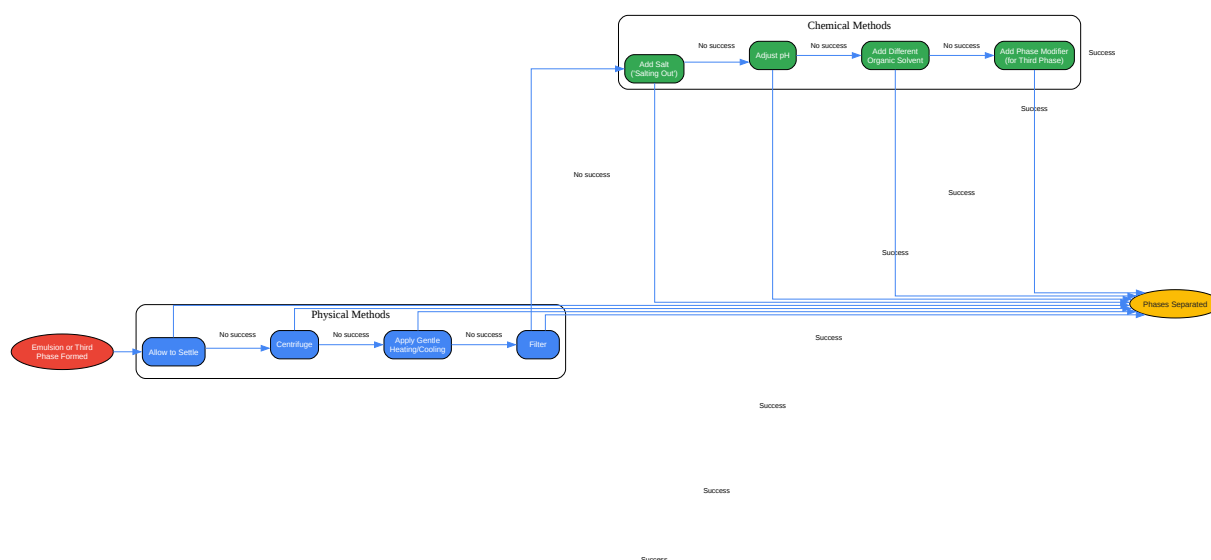 Chemical Methods
Add Salt
('Salting Out')
No success
Adjust pH
No success
Add Different
Organic Solvent
No success
Add Phase Modifier
(for Third Phase)
Success
Success
No success
Success
Success
Phases Separated
Physical Methods
Emulsion or Third
Phase Formed
Allow to Settle
No success
Centrifuge
No success
Apply Gentle
Heating/Cooling
No success
Filter
Success
Success
Success
Success